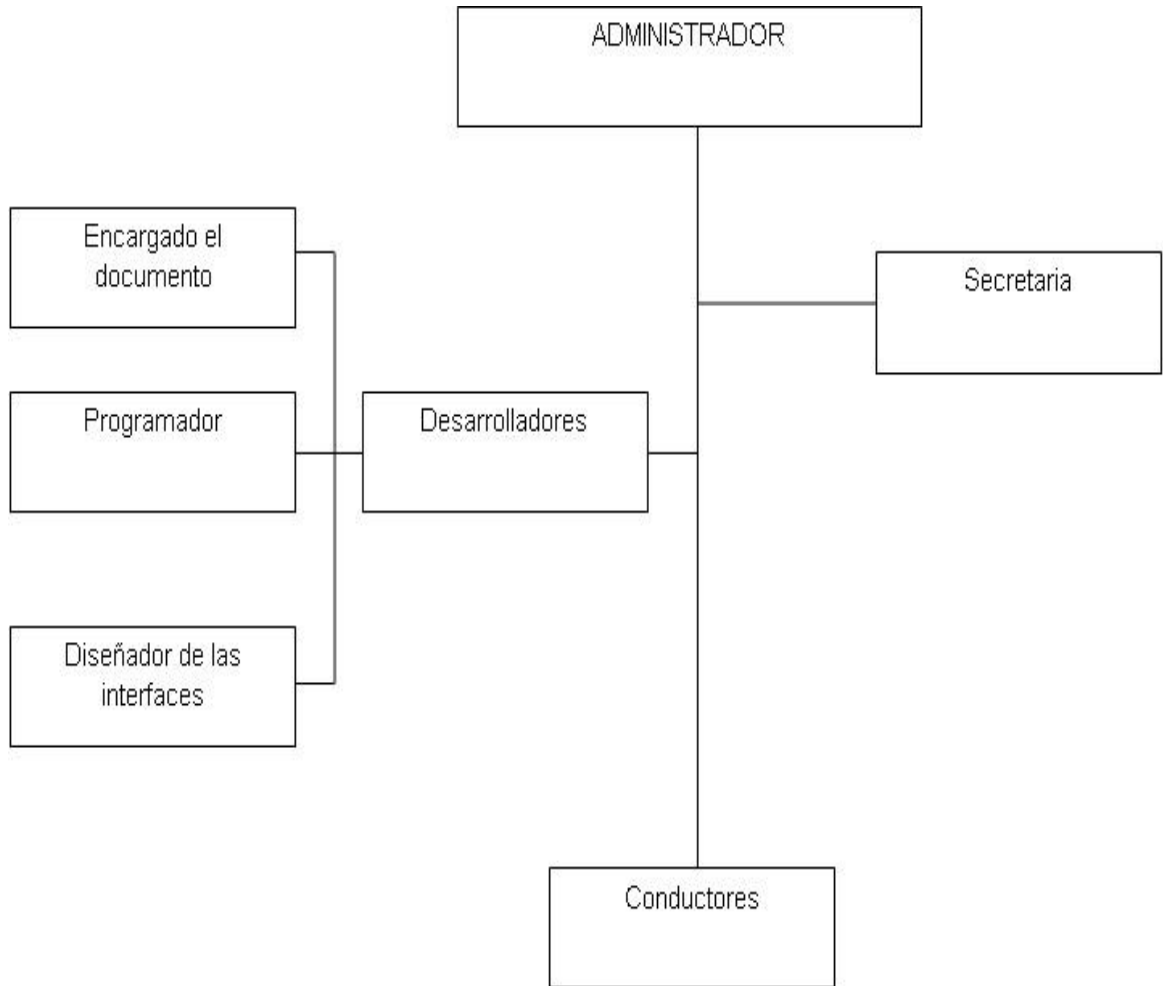 ADMINISTRADOR
Encargado el
documento
Secretaria
Programador
Desarrolladores
Diseñador de las
interfaces
Conductores